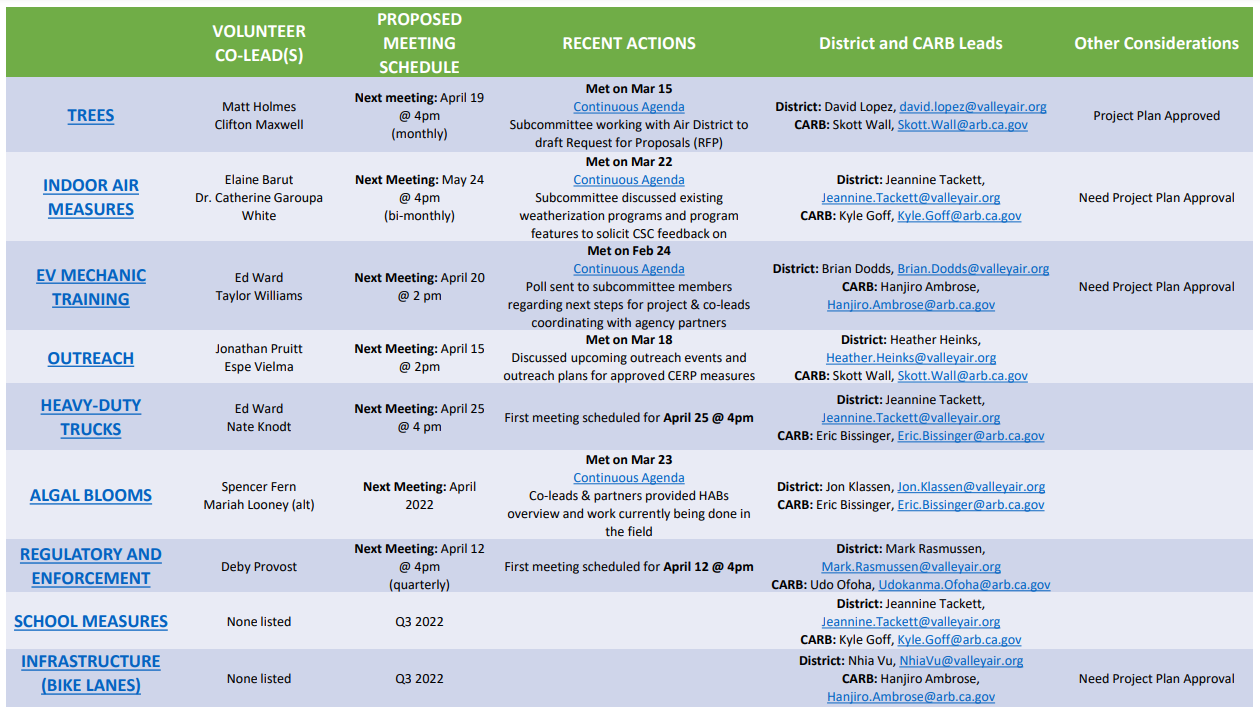 VOLUNTEER
CO-LEAD(S)
PROPOSED
MEETING
SCHEDULE
RECENT ACTIONS
District and CARB Leads
Other Considerations
TREES
Matt Holmes
Clifton Maxwell
Next meeting: April 19
@ 4pm
(monthly)
Met on Mar 15
Continuous Agenda
Subcommittee working with Air District to
draft Request for Proposals (RFP)
District: David Lopez, david.lopez@valleyair.org
CARB: Skott Wall, Skott.Wall@arb.ca.gov
Project Plan Approved
INDOOR AIR
MEASURES
Elaine Barut
Dr. Catherine Garoupa
White
Next Meeting: May 24
@ 4pm
(bi-monthly)
Met on Mar 22
Continuous Agenda
Subcommittee discussed existing
weatherization programs and program
features to solicit CSC feedback on
District: Jeannine Tackett,
Jeannine.Tackett@valleyair.org
CARB: Kyle Goff, Kyle.Goff@arb.ca.gov
Need Project Plan Approval
EV MECHANIC
TRAINING
Ed Ward
Taylor Williams
Next Meeting: April 20
@ 2 pm
Met on Feb 24
Continuous Agenda
Poll sent to subcommittee members
regarding next steps for project & co-leads
coordinating with agency partners
District: Brian Dodds, Brian.Dodds@valleyair.org
CARB: Hanjiro Ambrose,
Hanjiro.Ambrose@arb.ca.gov
Need Project Plan Approval
OUTREACH
Jonathan Pruitt
Espe Vielma
Next Meeting: April 15
@ 2pm
Met on Mar 18
Discussed upcoming outreach events and
outreach plans for approved CERP measures
District: Heather Heinks,
Heather.Heinks@valleyair.org
CARB: Skott Wall, Skott.Wall@arb.ca.gov
HEAVY-DUTY
TRUCKS
Ed Ward
Nate Knodt
Next Meeting: April 25
@ 4 pm
First meeting scheduled for April 25 @ 4pm
District: Jeannine Tackett,
Jeannine.Tackett@valleyair.org
CARB: Eric Bissinger, Eric.Bissinger@arb.ca.gov
ALGAL BLOOMS
Spencer Fern
Mariah Looney (alt)
Next Meeting: April
2022
Met on Mar 23
Continuous Agenda
Co-leads & partners provided HABs
overview and work currently being done in
the field
District: Jon Klassen, Jon.Klassen@valleyair.org
CARB: Eric Bissinger, Eric.Bissinger@arb.ca.gov
REGULATORY AND
ENFORCEMENT
Deby Provost
Next Meeting: April 12
@ 4pm
(quarterly)
First meeting scheduled for April 12 @ 4pm
District: Mark Rasmussen,
Mark.Rasmussen@valleyair.org
CARB: Udo Ofoha, Udokanma.Ofoha@arb.ca.gov
SCHOOL MEASURES
None listed
Q3 2022
District: Jeannine Tackett,
Jeannine.Tackett@valleyair.org
CARB: Kyle Goff, Kyle.Goff@arb.ca.gov
INFRASTRUCTURE
(BIKE LANES)
None listed
Q3 2022
District: Nhia Vu, NhiaVu@valleyair.org
CARB: Hanjiro Ambrose,
Hanjiro.Ambrose@arb.ca.gov
Need Project Plan Approval